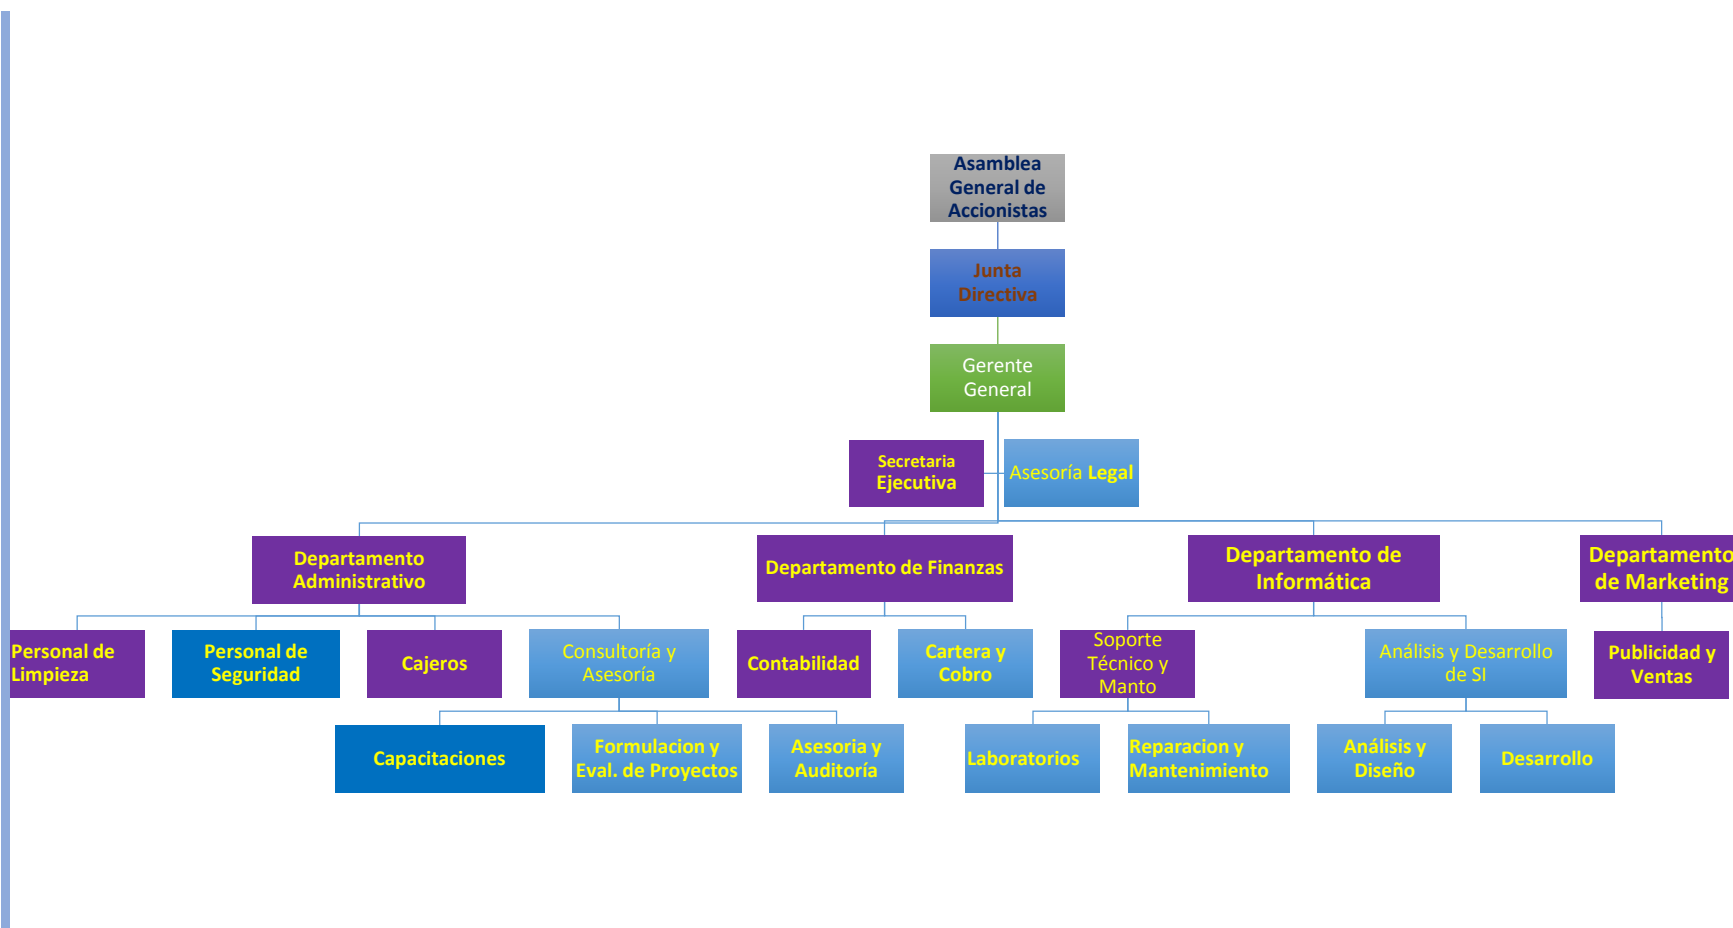 Asamblea
General de
Accionistas
Junta
Directiva
Gerente
General
Secretaria
Ejecutiva
Asesoría Legal
Departamento
Administrativo
Departamento de Finanzas
Departamento de
Informática
Departamento
de Marketing
Personal de
Limpieza
Personal de
Seguridad
Cajeros
Consultoría y
Asesoría
Contabilidad
Cartera y
Cobro
Soporte
Técnico y
Manto
Análisis y Desarrollo
de SI
Publicidad y
Ventas
Capacitaciones
Formulacion y
Eval. de Proyectos
Asesoria y
Auditoría
Laboratorios
Reparacion y
Mantenimiento
Análisis y
Diseño
Desarrollo